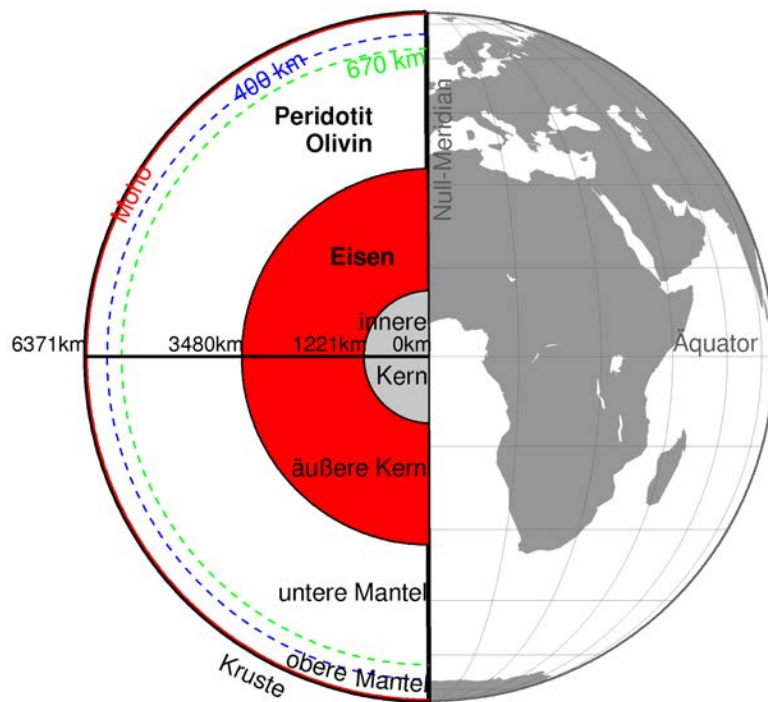 400 km
670 km
Peridotit
Olivin
Null-Meridian
Moho
Eisen
innere
6371km
3480km
1221km
0km
Äquator
Kern
äußere Kern
untere Mantel
obere Mantel
Kruste